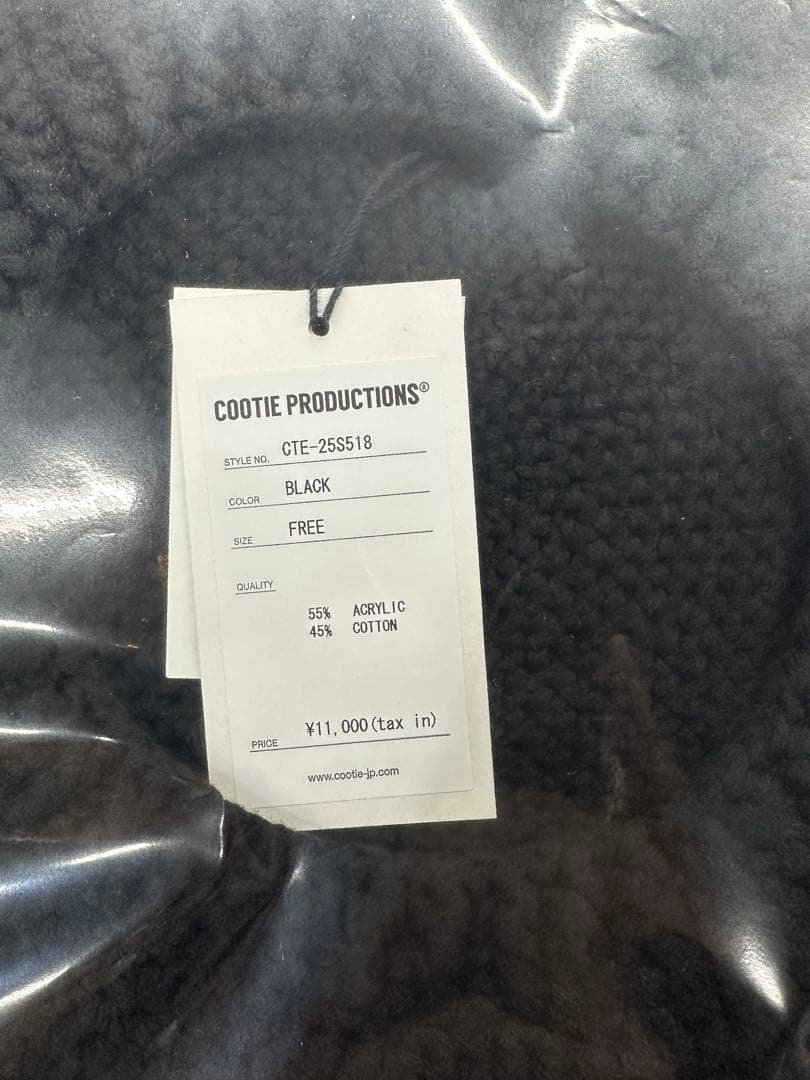 COOTIE PRODUCTIONS®
STYLE NO. CTE-25S518
COLOR BLACK
SIZE FREE
QUALITY
55% ACRYLIC
45% COTTON
PRICE ¥11,000(tax in)
www.cootie-jp.com